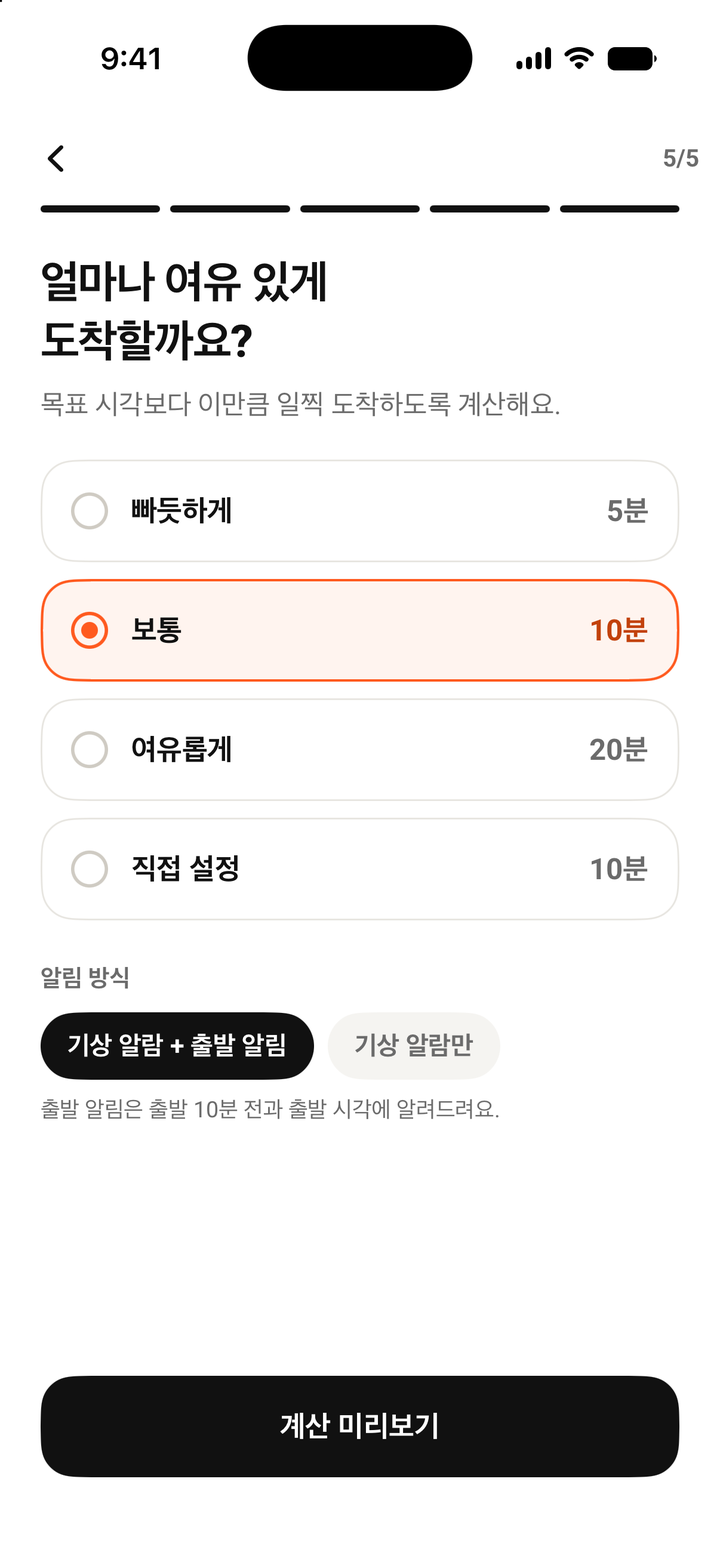 9:41
5/5
얼마나 여유 있게
도착할까요?
목표 시각보다 이만큼 일찍 도착하도록 계산해요.
빠듯하게 5분
보통 10분
여유롭게 20분
직접 설정 10분
알림 방식
기상 알람 + 출발 알림 기상 알람만
출발 알림은 출발 10분 전과 출발 시각에 알려드려요.
계산 미리보기